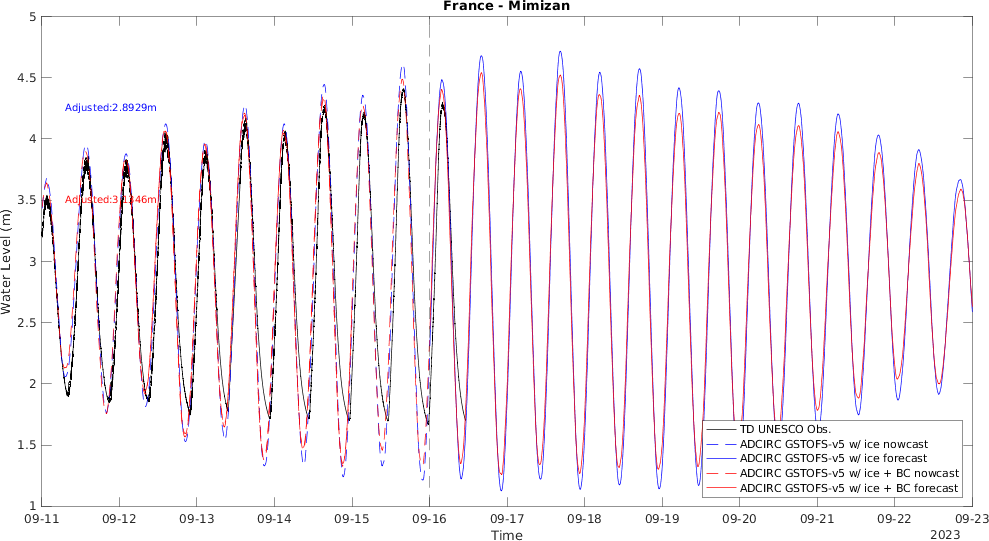 France - Mimizan
5
4.5
4
3.5
3
2.5
2
1.5
1
Water Level (m)
Adjusted:2.8929m
Adjusted:3.1346m
TD UNESCO Obs.
ADCIRC GSTOFS-v5 w/ ice nowcast
ADCIRC GSTOFS-v5 w/ ice forecast
ADCIRC GSTOFS-v5 w/ ice + BC nowcast
ADCIRC GSTOFS-v5 w/ ice + BC forecast
09-11 09-12 09-13 09-14 09-15 09-16 09-17 09-18 09-19 09-20 09-21 09-22 09-23
Time
2023